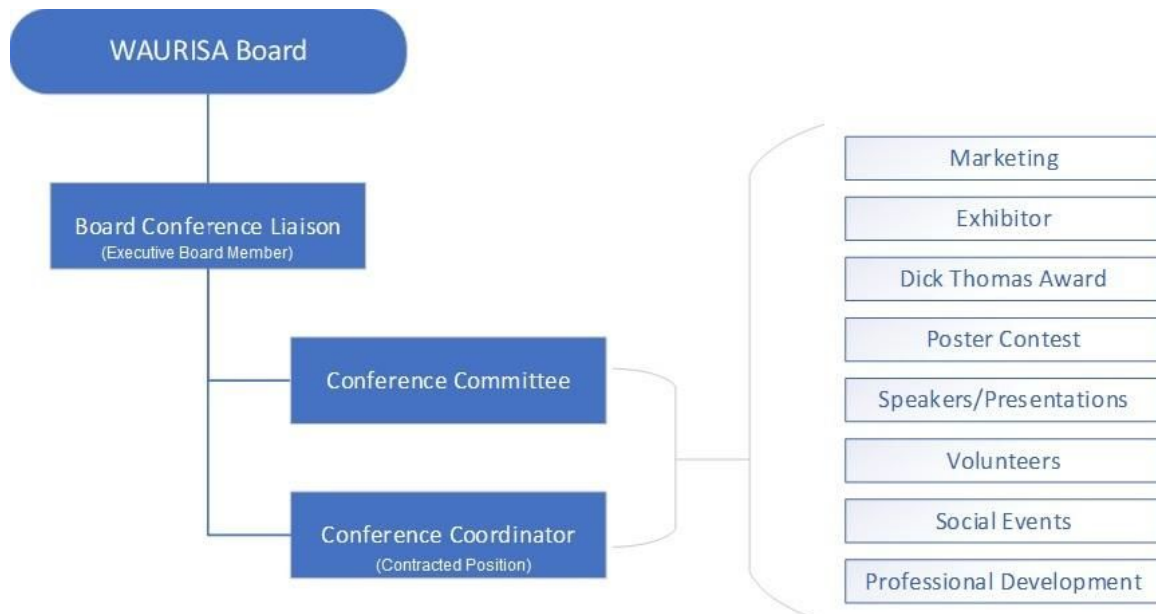 WAURISA Board
Board Conference Liaison
(Executive Board Member)
Conference Committee
Conference Coordinator
(Contracted Position)
Marketing
Exhibitor
Dick Thomas Award
Poster Contest
Speakers/Presentations
Volunteers
Social Events
Professional Development